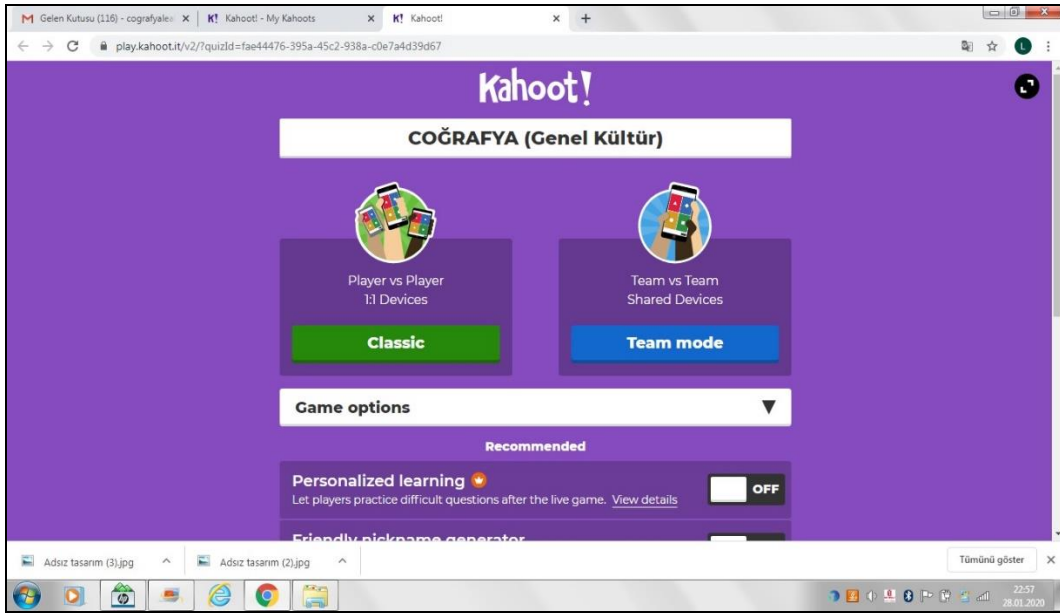 Gelen Kutusu (116) - cografyale
Kahoot! - My Kahoots
Kahoot!
play.kahoot.it/v2/?quizId=fae44476-395a-45c2-938a-c0e7a4d39d67
L
Kahoot!
COĞRAFYA (Genel Kültür)
Player vs Player
1:1 Devices
Classic
Team vs Team
Shared Devices
Team mode
Game options
Recommended
Personalized learning
Let players practice difficult questions after the live game. View details
OFF
Friendly nickname generator
Adsız tasarım (3).jpg
Adsız tasarım (2).jpg
Tümünü göster
22:57
28.01.2020